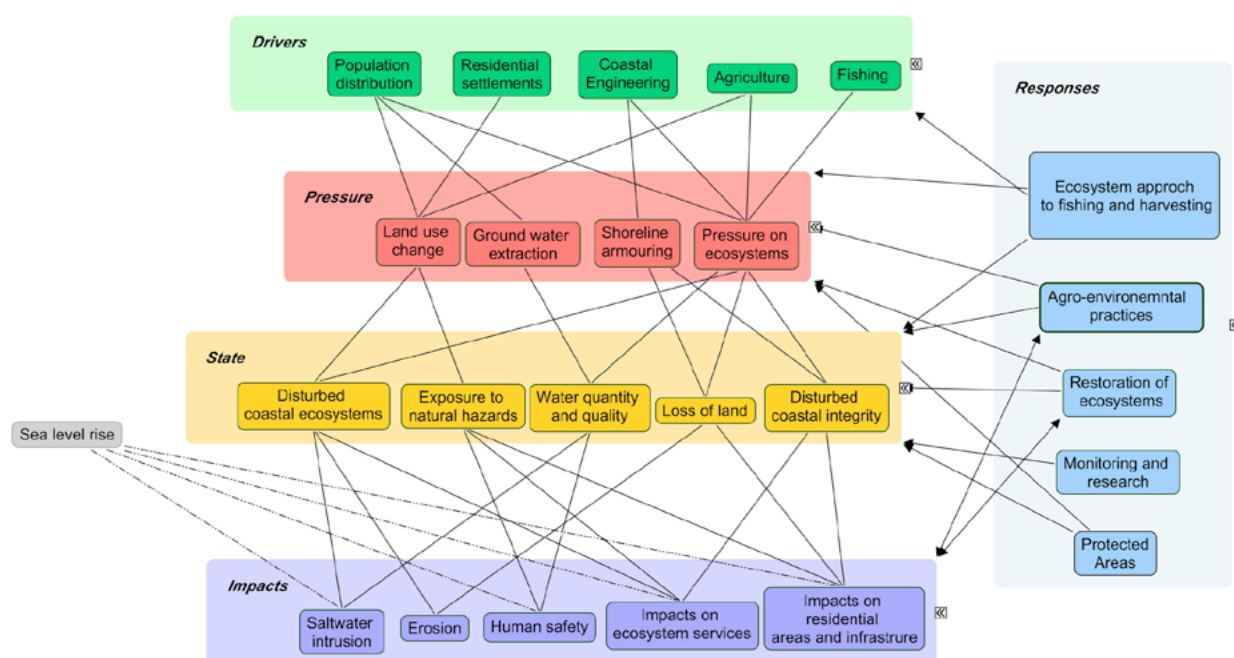 Drivers
Population
distribution
Residential
settlements
Coastal
Engineering
Agriculture
Fishing
Responses
Ecosystem approch
to fishing and harvesting
Pressure
Land use
change
Ground water
extraction
Shoreline
armouring
Pressure on
ecosystems
Agro-environemntal
practices
State
Disturbed
coastal ecosystems
Exposure to
natural hazards
Water quantity
and quality
Loss of land
Disturbed
coastal integrity
Restoration of
ecosystems
Sea level rise
Monitoring and
research
Protected
Areas
Impacts
Saltwater
intrusion
Erosion
Human safety
Impacts on
ecosystem services
Impacts on
residential
areas and infrastrure